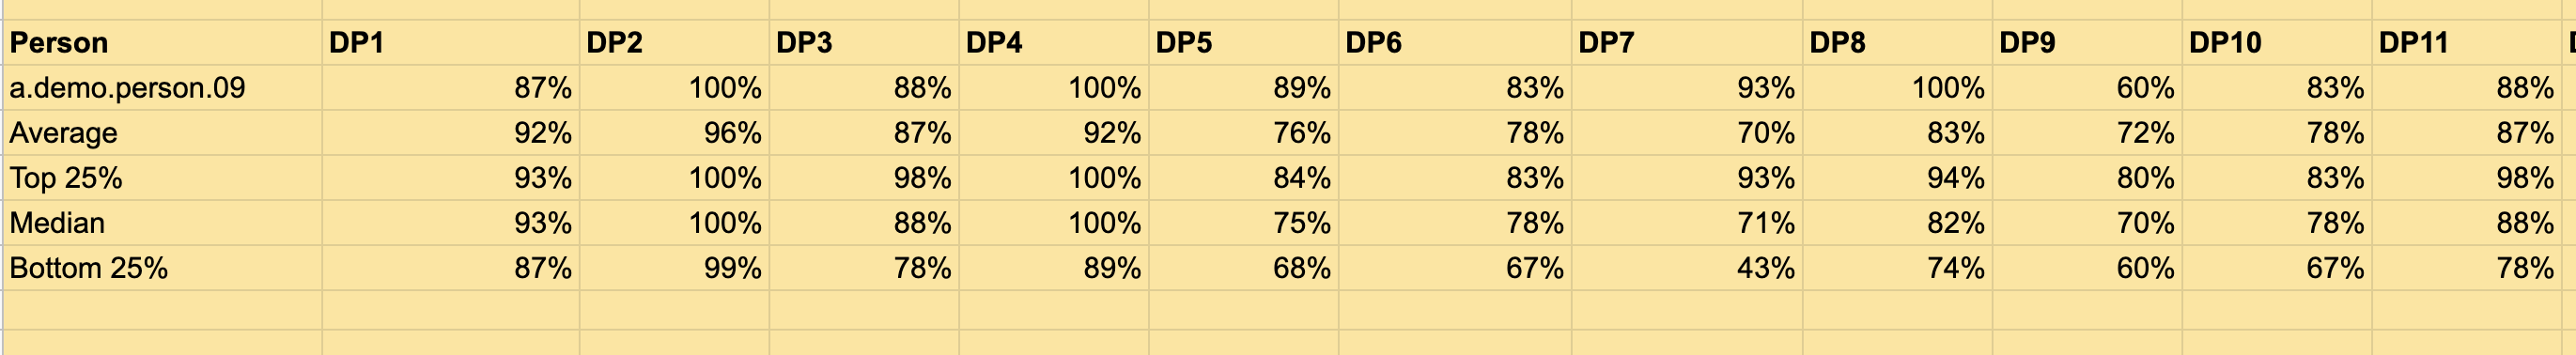 Person DP1 DP2 DP3 DP4 DP5 DP6 DP7 DP8 DP9 DP10 DP11
a.demo.person.09 87% 100% 88% 100% 89% 83% 93% 100% 60% 83% 88%
Average 92% 96% 87% 92% 76% 78% 70% 83% 72% 78% 87%
Top 25% 93% 100% 98% 100% 84% 83% 93% 94% 80% 83% 98%
Median 93% 100% 88% 100% 75% 78% 71% 82% 70% 78% 88%
Bottom 25% 87% 99% 78% 89% 68% 67% 43% 74% 60% 67% 78%